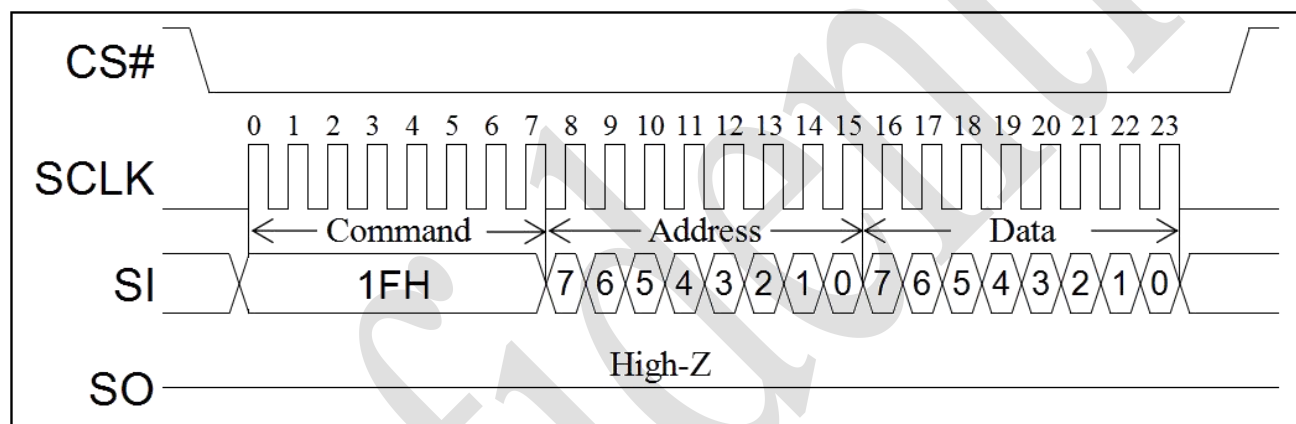 CS#
0 1 2 3 4 5 6 7 8 9 10 11 12 13 14 15 16 17 18 19 20 21 22 23
SCLK
Command Address Data
SI 1FH 7 6 5 4 3 2 1 0 7 6 5 4 3 2 1 0
High-Z
SO